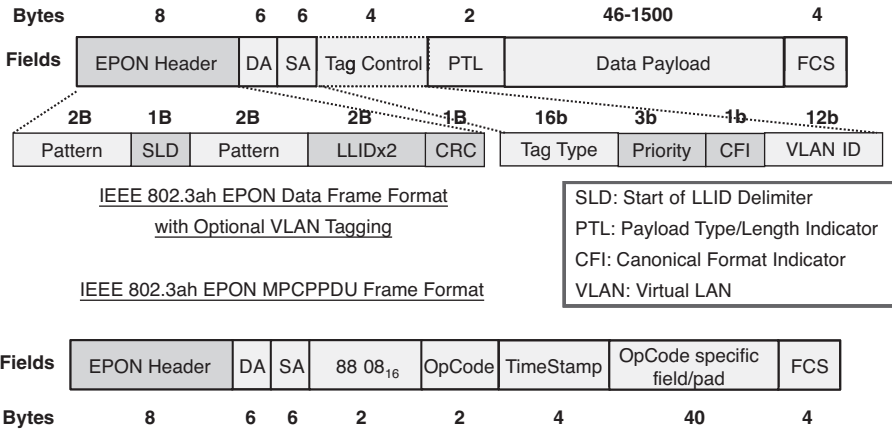 Bytes 8 6 6 4 2 46-1500 4
Fields EPON Header DA SA Tag Control PTL Data Payload FCS
2B 1B 2B 2B 1B 16b 3b 1b 12b
Pattern SLD Pattern LLIDx2 CRC Tag Type Priority CFI VLAN ID
IEEE 802.3ah EPON Data Frame Format
with Optional VLAN Tagging
SLD: Start of LLID Delimiter
PTL: Payload Type/Length Indicator
CFI: Canonical Format Indicator
VLAN: Virtual LAN
IEEE 802.3ah EPON MPCPPDU Frame Format
Fields EPON Header DA SA 88 08₁₆ OpCode TimeStamp OpCode specific field/pad FCS
Bytes 8 6 6 2 2 4 40 4